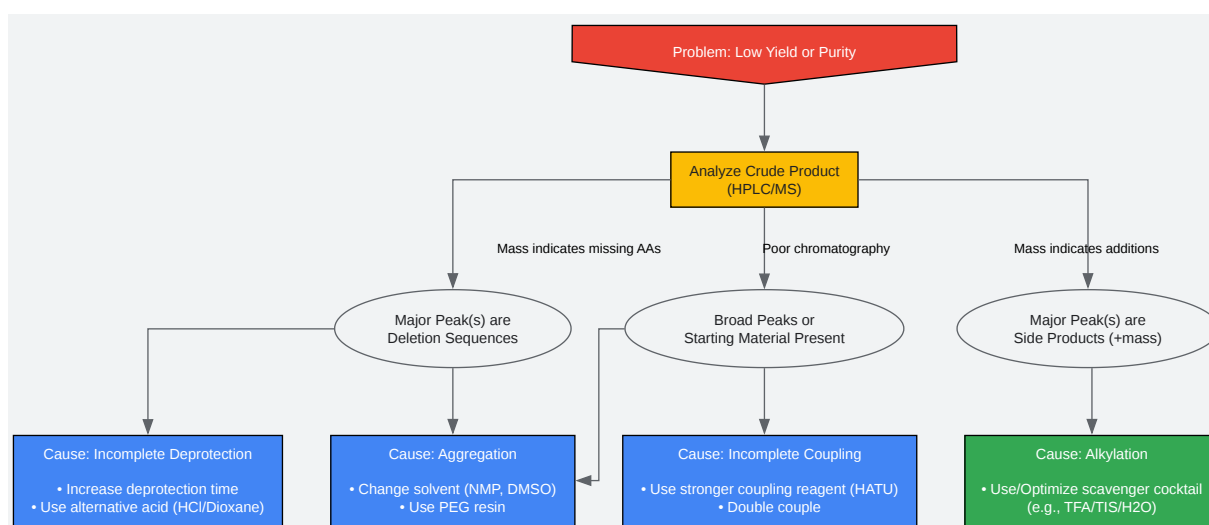 Problem: Low Yield or Purity
Analyze Crude Product
(HPLC/MS)
Mass indicates missing AAs
Poor chromatography
Mass indicates additions
Major Peak(s) are
Deletion Sequences
Broad Peaks or
Starting Material Present
Major Peak(s) are
Side Products (+mass)
Cause: Incomplete Deprotection
• Increase deprotection time
• Use alternative acid (HCl/Dioxane)
Cause: Aggregation
• Change solvent (NMP, DMSO)
• Use PEG resin
Cause: Incomplete Coupling
• Use stronger coupling reagent (HATU)
• Double couple
Cause: Alkylation
• Use/Optimize scavenger cocktail
(e.g., TFA/TIS/H2O)